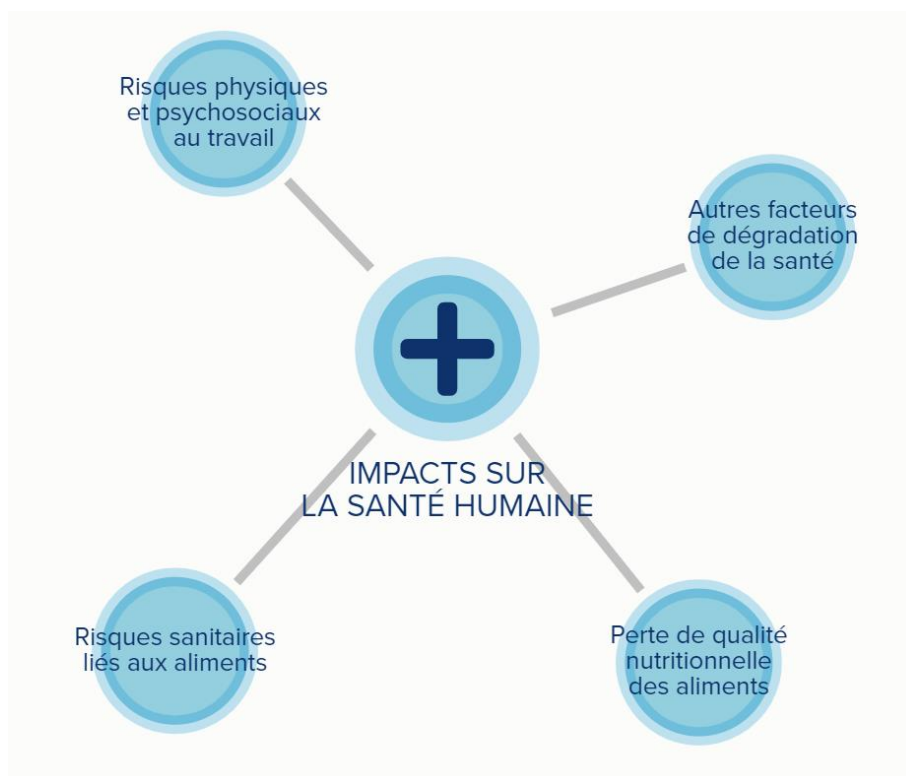 Risques physiques
et psychosociaux
au travail
Autres facteurs
de dégradation
de la santé
IMPACTS SUR
LA SANTÉ HUMAINE
Risques sanitaires
liés aux aliments
Perte de qualité
nutritionnelle
des aliments